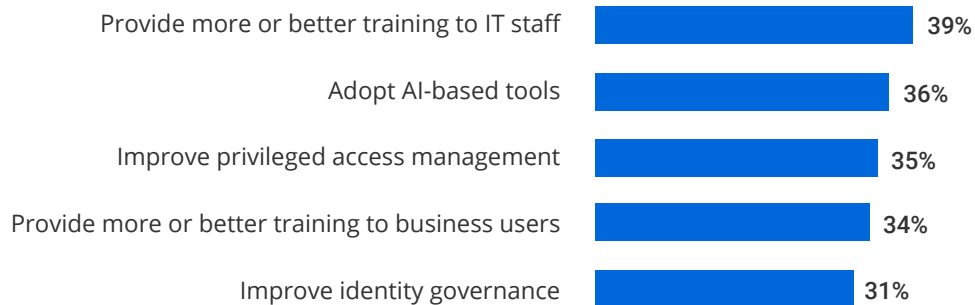 Provide more or better training to IT staff 39%
Adopt AI-based tools 36%
Improve privileged access management 35%
Provide more or better training to business users 34%
Improve identity governance 31%